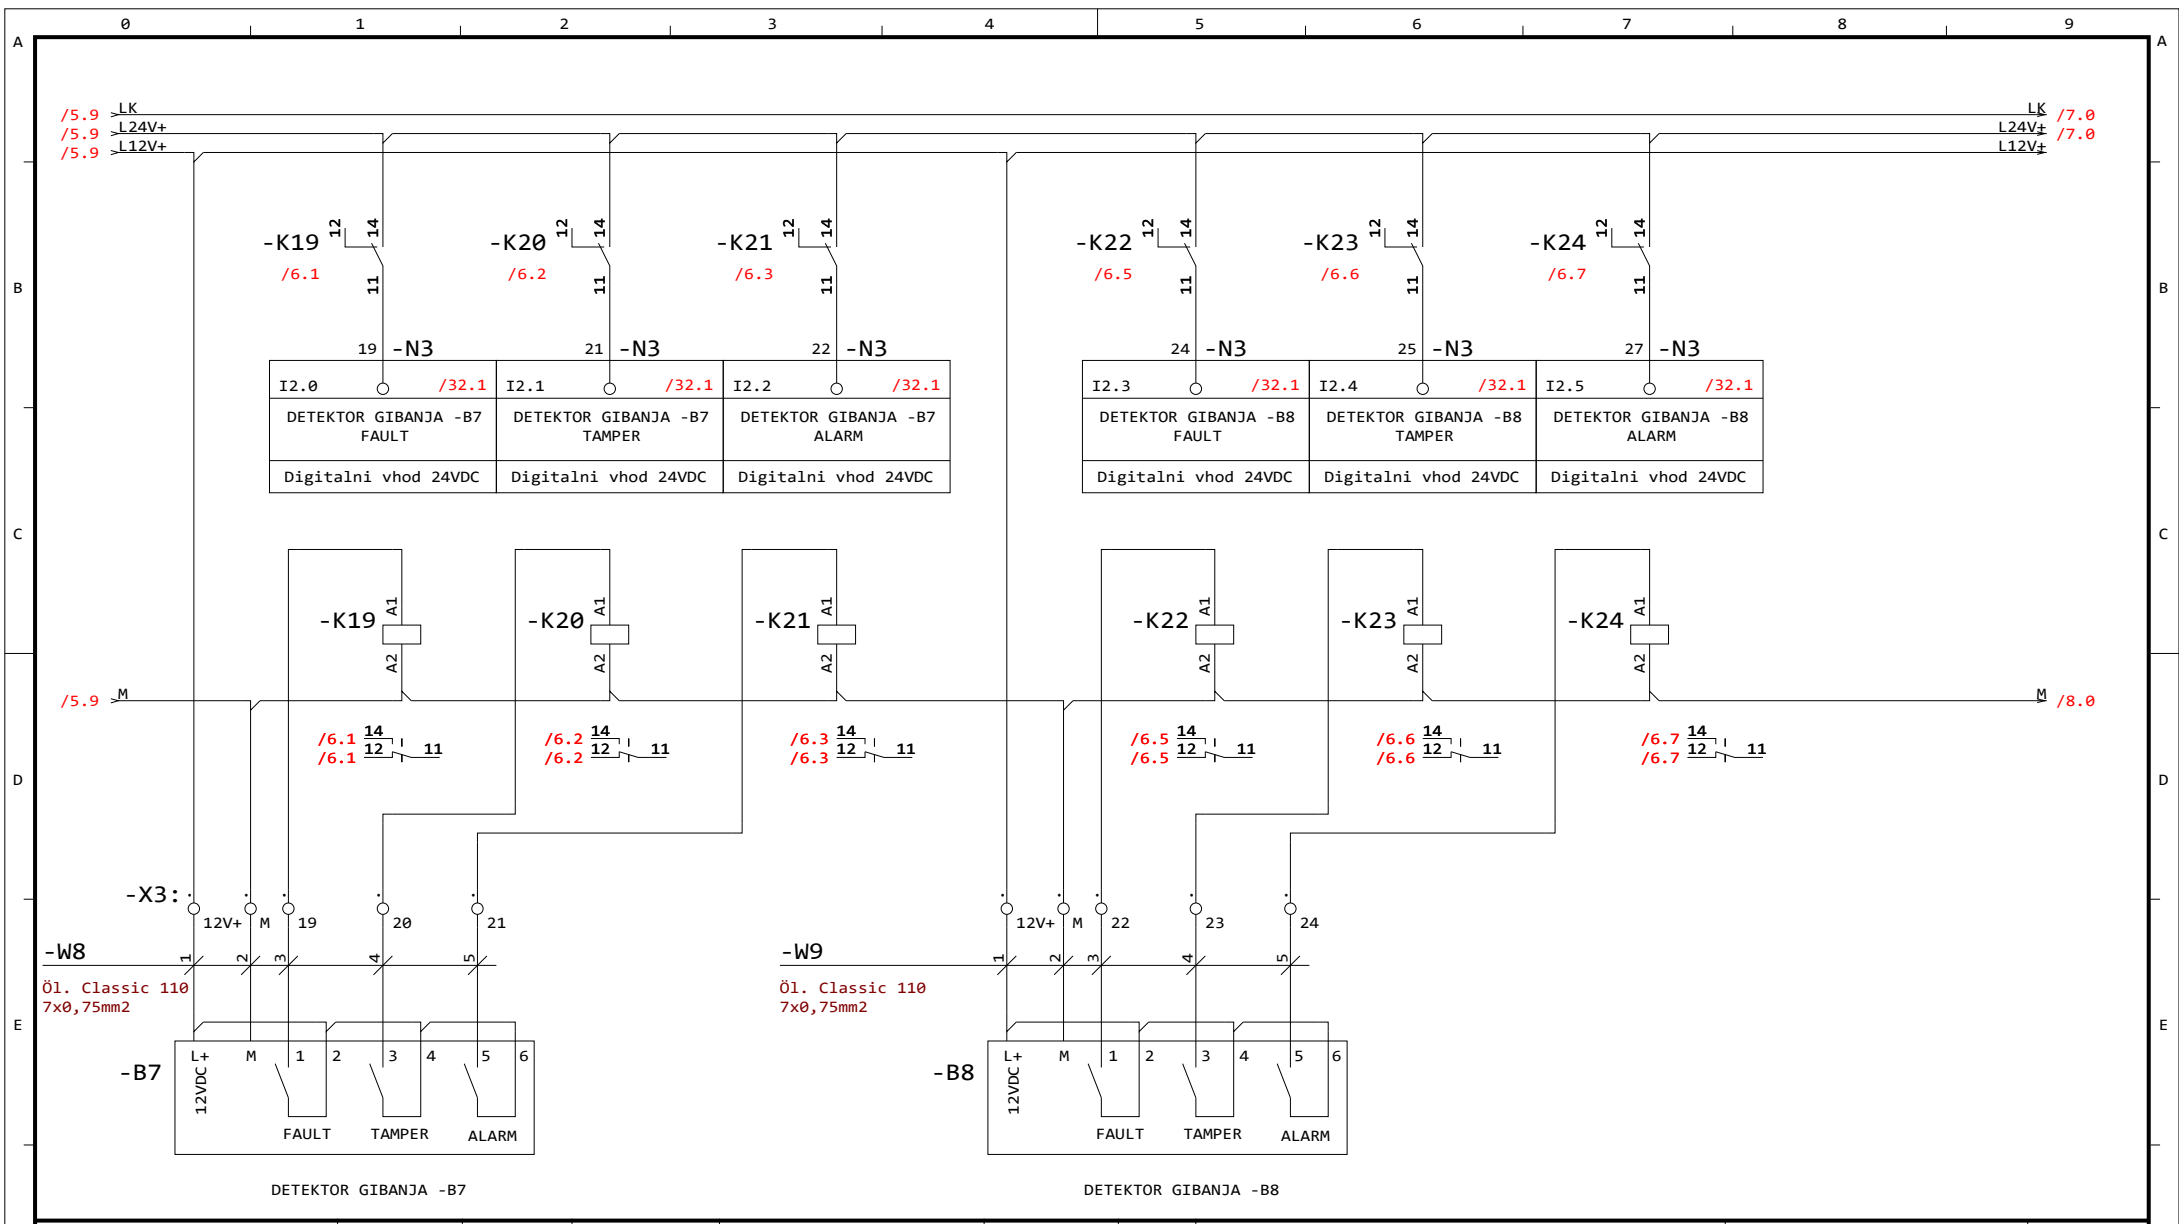 0 1 2 3 4 5 6 7 8 9
A A
/5.9 LK LK /7.0
/5.9 L24V+ L24V+ /7.0
/5.9 L12V+ L12V+
-K19 12 14 -K20 12 14 -K21 12 14 -K22 12 14 -K23 12 14 -K24 12 14
/6.1 /6.2 /6.3 /6.5 /6.6 /6.7
B 11 11 11 11 11 11 B
19 -N3 21 -N3 22 -N3 24 -N3 25 -N3 27 -N3
I2.0 /32.1 I2.1 /32.1 I2.2 /32.1 I2.3 /32.1 I2.4 /32.1 I2.5 /32.1
DETEKTOR GIBANJA -B7 DETEKTOR GIBANJA -B7 DETEKTOR GIBANJA -B7 DETEKTOR GIBANJA -B8 DETEKTOR GIBANJA -B8 DETEKTOR GIBANJA -B8
FAULT TAMPER ALARM FAULT TAMPER ALARM
Digitalni vhod 24VDC Digitalni vhod 24VDC Digitalni vhod 24VDC Digitalni vhod 24VDC Digitalni vhod 24VDC Digitalni vhod 24VDC
C C
A1 A1 A1 A1 A1 A1
-K19 -K20 -K21 -K22 -K23 -K24
A2 A2 A2 A2 A2 A2
/5.9 M M /8.0
/6.1 14 /6.2 14 /6.3 14 /6.5 14 /6.6 14 /6.7 14
/6.1 12 11 /6.2 12 11 /6.3 12 11 /6.5 12 11 /6.6 12 11 /6.7 12 11
D D
-X3:
12V+ M 19 20 21 12V+ M 22 23 24
-W8 1 2 3 4 5 -W9 1 2 3 4 5
Öl. Classic 110 Öl. Classic 110
7x0,75mm2 7x0,75mm2
E E
L+ M 1 2 3 4 5 6 L+ M 1 2 3 4 5 6
-B7 12VDC -B8 12VDC
FAULT TAMPER ALARM FAULT TAMPER ALARM
DETEKTOR GIBANJA -B7 DETEKTOR GIBANJA -B8